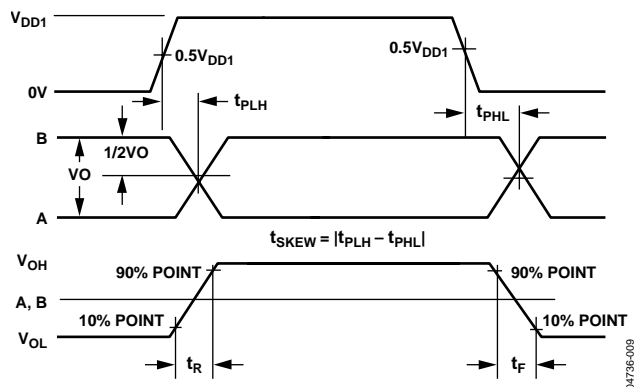 VDD1
0.5VDD1
0.5VDD1
0V
tPLH
tPHL
B
1/2VO
VO
A
tSKEW = |tPLH – tPHL|
VOH
90% POINT
90% POINT
A, B
10% POINT
10% POINT
VOL
tR
tF
04736-009